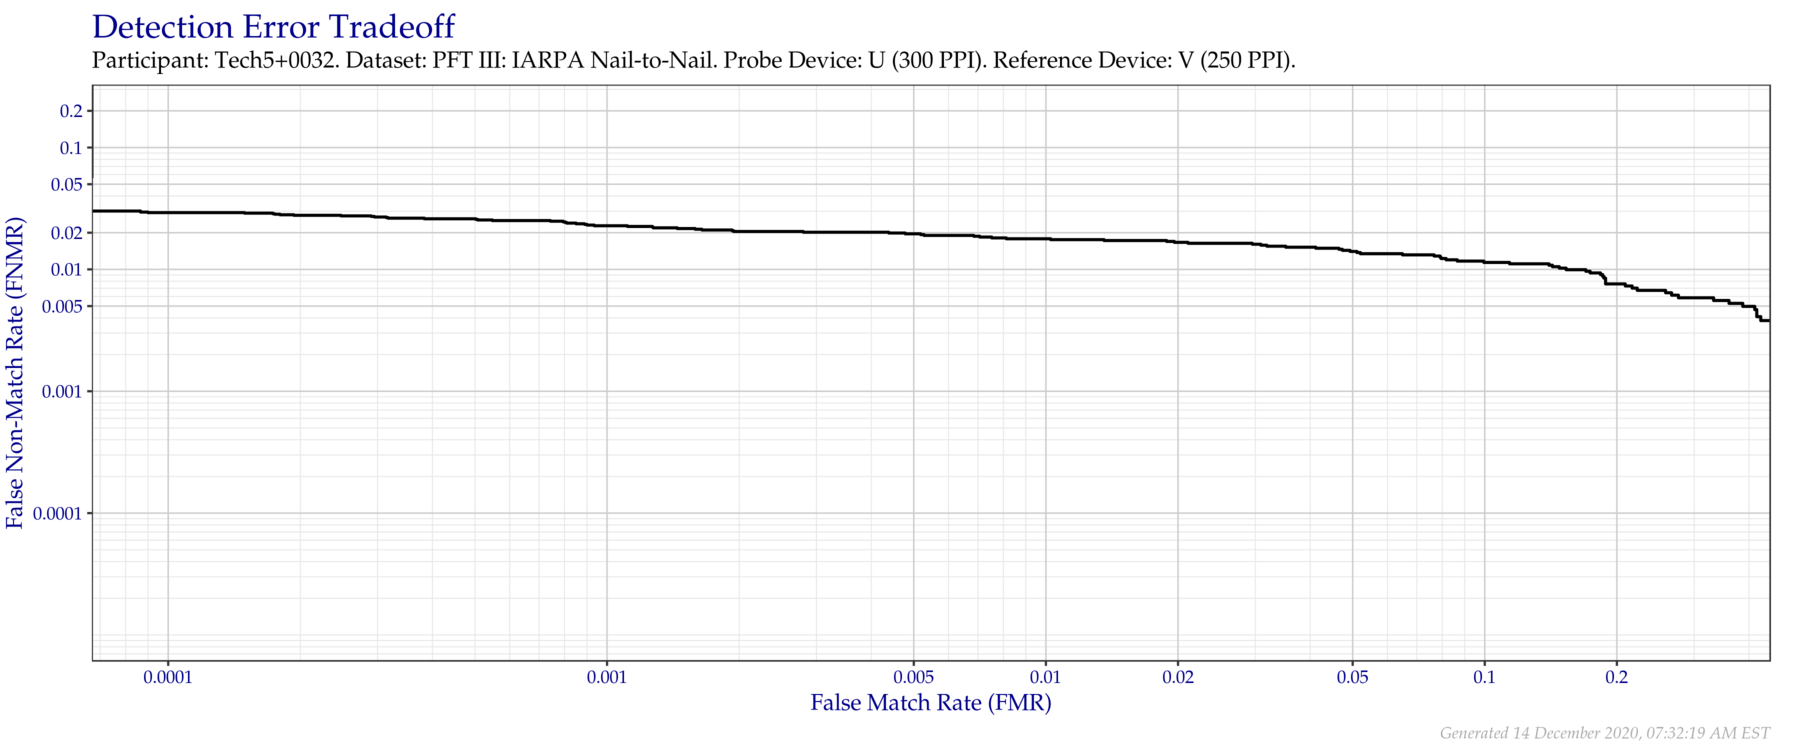 Detection Error Tradeoff
Participant: Tech5+0032. Dataset: PFT III: IARPA Nail-to-Nail. Probe Device: U (300 PPI). Reference Device: V (250 PPI).
False Non-Match Rate (FNMR)
0.2
0.1
0.05
0.02
0.01
0.005
0.001
0.0001
0.0001 0.001 0.005 0.01 0.02 0.05 0.1 0.2
False Match Rate (FMR)
Generated 14 December 2020, 07:32:19 AM EST